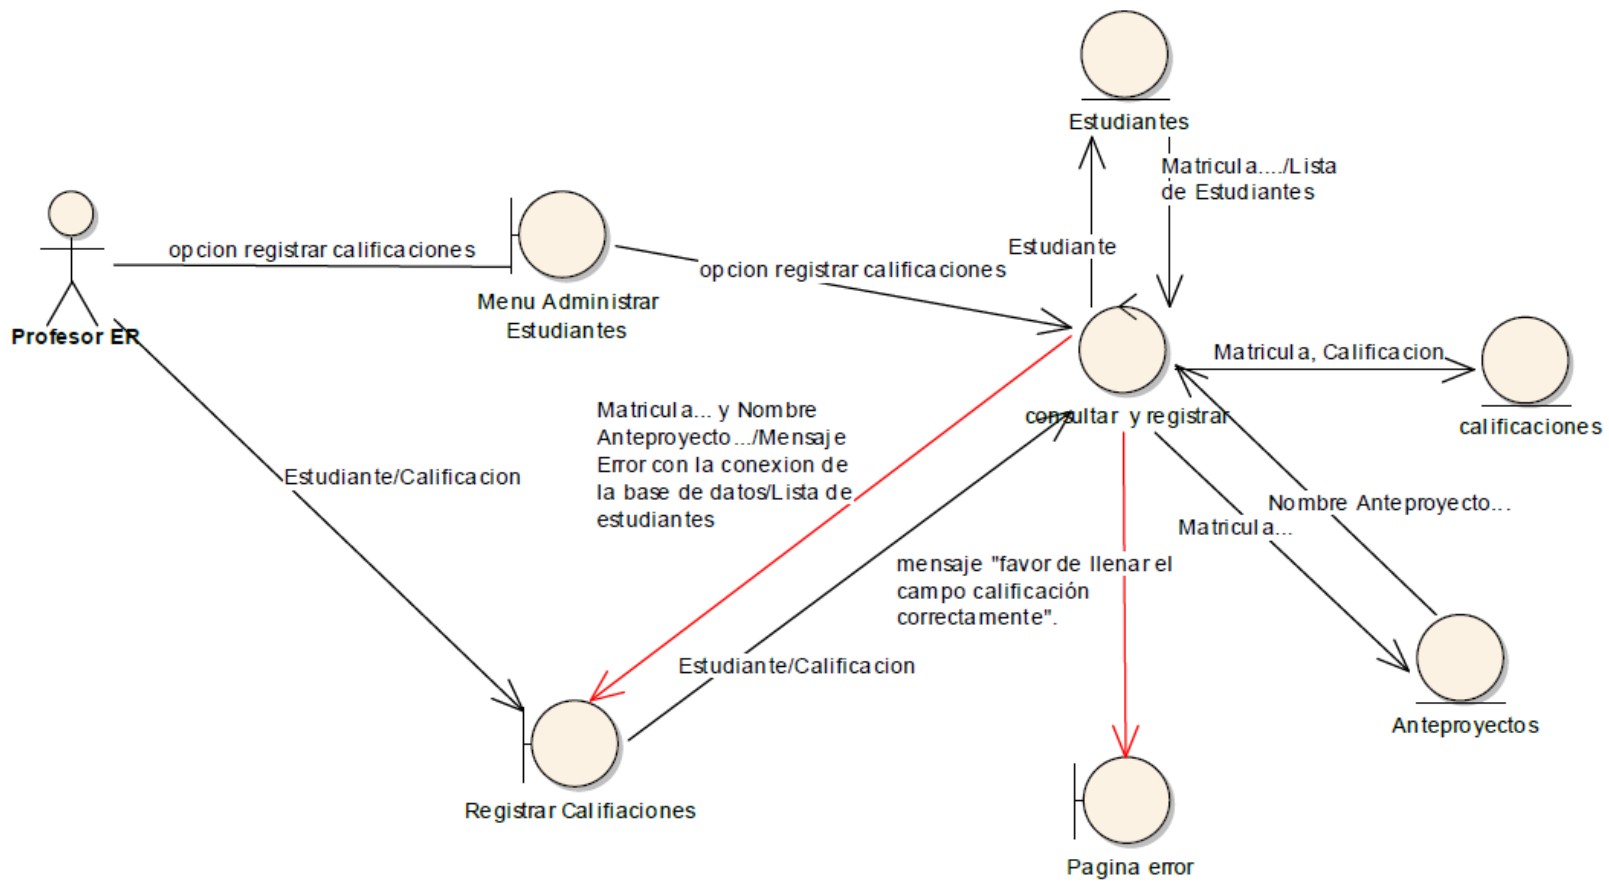 Estudiantes
Matricula..../Lista
de Estudiantes
opcion registrar calificaciones
Estudiante
opcion registrar calificaciones
Menu Administrar
Estudiantes
Profesor ER
Matricula, Calificacion
consultar y registrar
calificaciones
Matricula... y Nombre
Anteproyecto.../Mensaje
Error con la conexion de
la base de datos/Lista de
estudiantes
Estudiante/Calificacion
Nombre Anteproyecto...
Matricula...
mensaje "favor de llenar el
campo calificación
correctamente".
Estudiante/Calificacion
Anteproyectos
Registrar Califiaciones
Pagina error